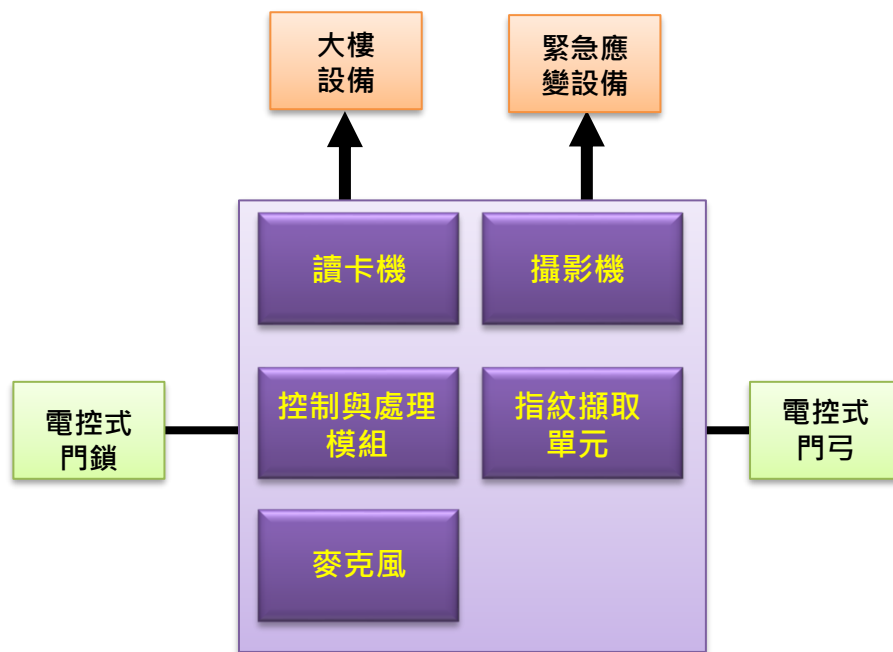 大樓
設備
緊急應
變設備
讀卡機
攝影機
電控式
門鎖
控制與處理
模組
指紋擷取
單元
電控式
門弓
麥克風